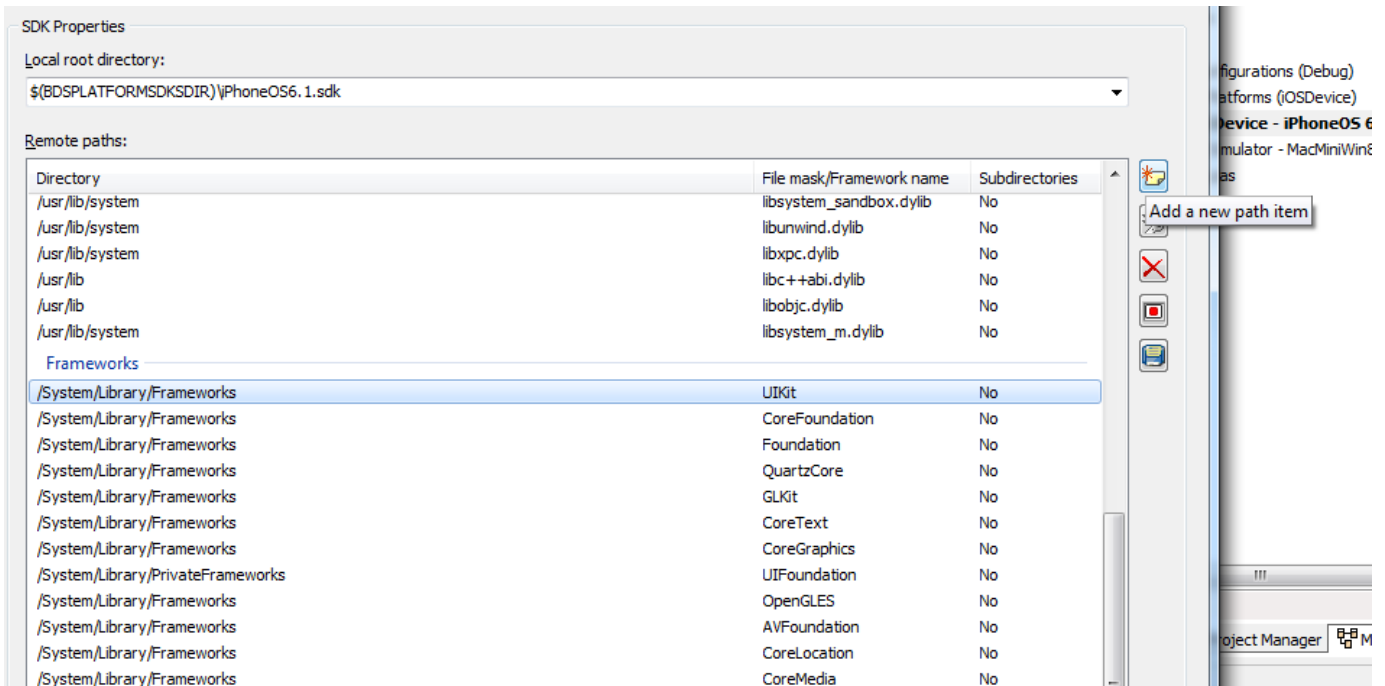 SDK Properties
Local root directory:
$(BDSPLATFORMSDKSDIR)\iPhoneOS6.1.sdk
Remote paths:
Directory File mask/Framework name Subdirectories
/usr/lib/system libsystem_sandbox.dylib No
/usr/lib/system libunwind.dylib No
/usr/lib/system libxpc.dylib No
/usr/lib libc++abi.dylib No
/usr/lib libobjc.dylib No
/usr/lib/system libsystem_m.dylib No
Frameworks
/System/Library/Frameworks UIKit No
/System/Library/Frameworks CoreFoundation No
/System/Library/Frameworks Foundation No
/System/Library/Frameworks QuartzCore No
/System/Library/Frameworks GLKit No
/System/Library/Frameworks CoreText No
/System/Library/Frameworks CoreGraphics No
/System/Library/PrivateFrameworks UIFoundation No
/System/Library/Frameworks OpenGLES No
/System/Library/Frameworks AVFoundation No
/System/Library/Frameworks CoreLocation No
/System/Library/Frameworks CoreMedia No
Add a new path item
figurations (Debug)
atforms (iOSDevice)
Device - iPhoneOS 6
mulator - MacMiniWin8
as
roject Manager M